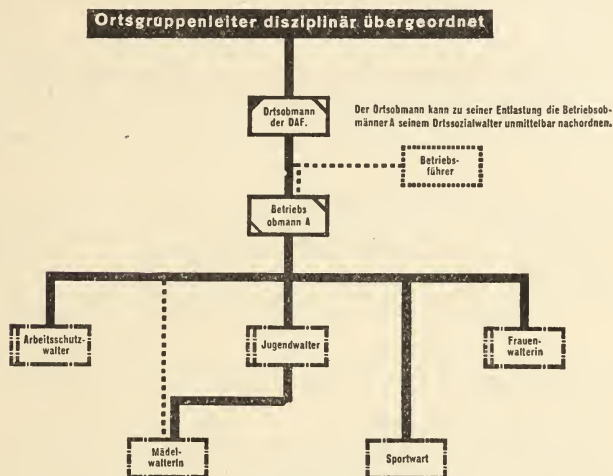 Ortsgruppenleiter disziplinär übergeordnet
Ortsobmann
der DAF.
Der Ortsobmann kann zu seiner Entlastung die Betriebsob-
männer A seinem Ortssozialwalter unmittelbar nachordnen.
Betriebs-
führer
Betriebs
obmann A
Arbeitsschutz-
walter
Jugendwalter
Frauen-
walterin
Mädel-
walterin
Sportwart